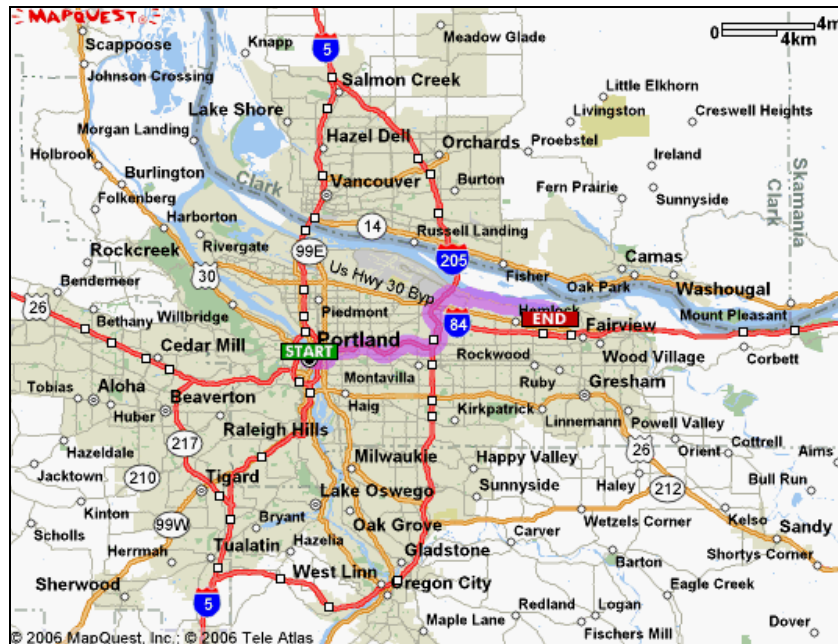 MAPQUEST
Scappoose
Knapp
5
Meadow Glade
0
4m
4km
Johnson Crossing
Salmon Creek
Little Elkhorn
Lake Shore
Livingston
Creswell Heights
Morgan Landing
Hazel Dell
Orchards
Proebstel
Holbrook
Ireland
Burlington
Clark
Vancouver
Burton
Fern Prairie
Sunnyside
Skamania
Clark
Folkenberg
Harborton
14
Russell Landing
Rockcreek
Rivergate
99E
205
Fisher
Camas
30
Us Hwy 30 Byp
Oak Park
Washougal
Bendemeer
26
Bethany
Willbridge
Piedmont
84
Hemlock
Mount Pleasant
START
Portland
END
Fairview
Cedar Mill
Rockwood
Wood Village
Corbett
Tobias
Aloha
Montavilla
Ruby
Gresham
Huber
Beaverton
Haig
Kirkpatrick
Linnemann
Powell Valley
217
Raleigh Hills
26
Cottrell
Hazeldale
Milwaukie
Happy Valley
Orient
Aims
Jacktown
210
Tigard
Lake Oswego
Sunnyside
Haley
212
Bull Run
Kinton
99W
Bryant
Oak Grove
Wetzels Corner
Kelso
Sandy
Scholls
Hazelia
Carver
Herrmah
Tualatin
Gladstone
Barton
Shortys Corner
Sherwood
West Linn
Oregon City
Eagle Creek
5
Redland
Logan
Maple Lane
Fischers Mill
Dover
© 2006 MapQuest, Inc.; © 2006 Tele Atlas